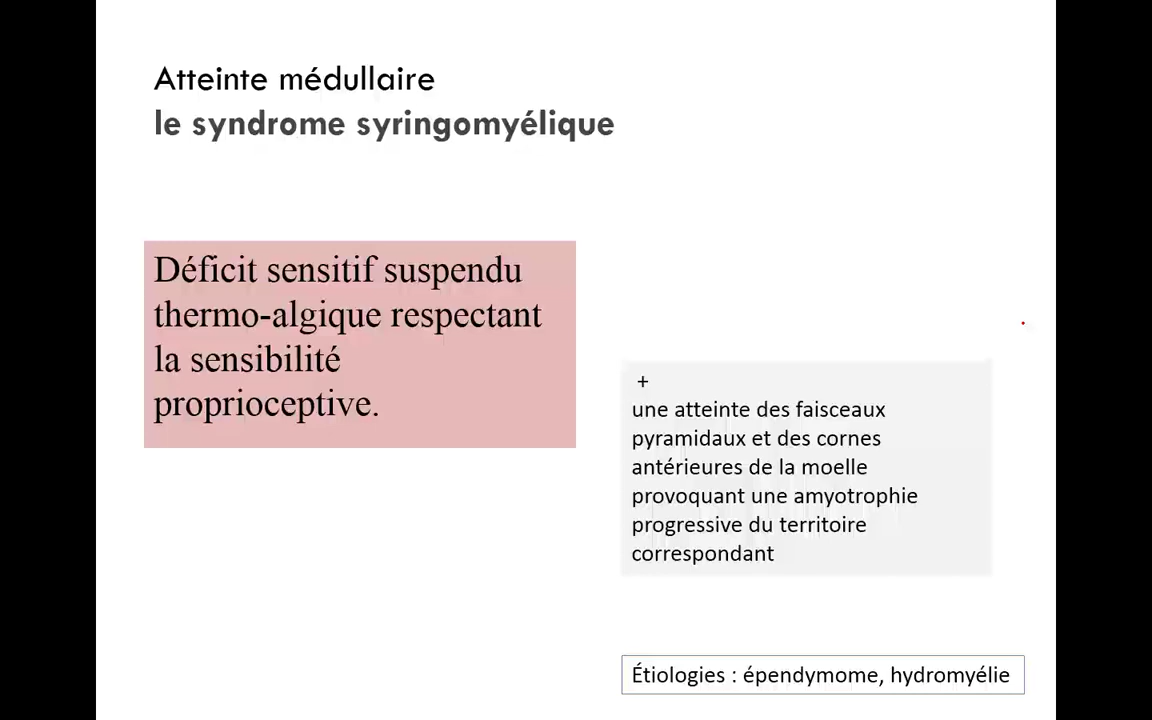 Atteinte médullaire
le syndrome syringomyélique
Déficit sensitif suspendu
thermo-algique respectant
la sensibilité
proprioceptive.
+
une atteinte des faisceaux
pyramidaux et des cornes
antérieures de la moelle
provoquant une amyotrophie
progressive du territoire
correspondant
Étiologies : épendymome, hydromyélie